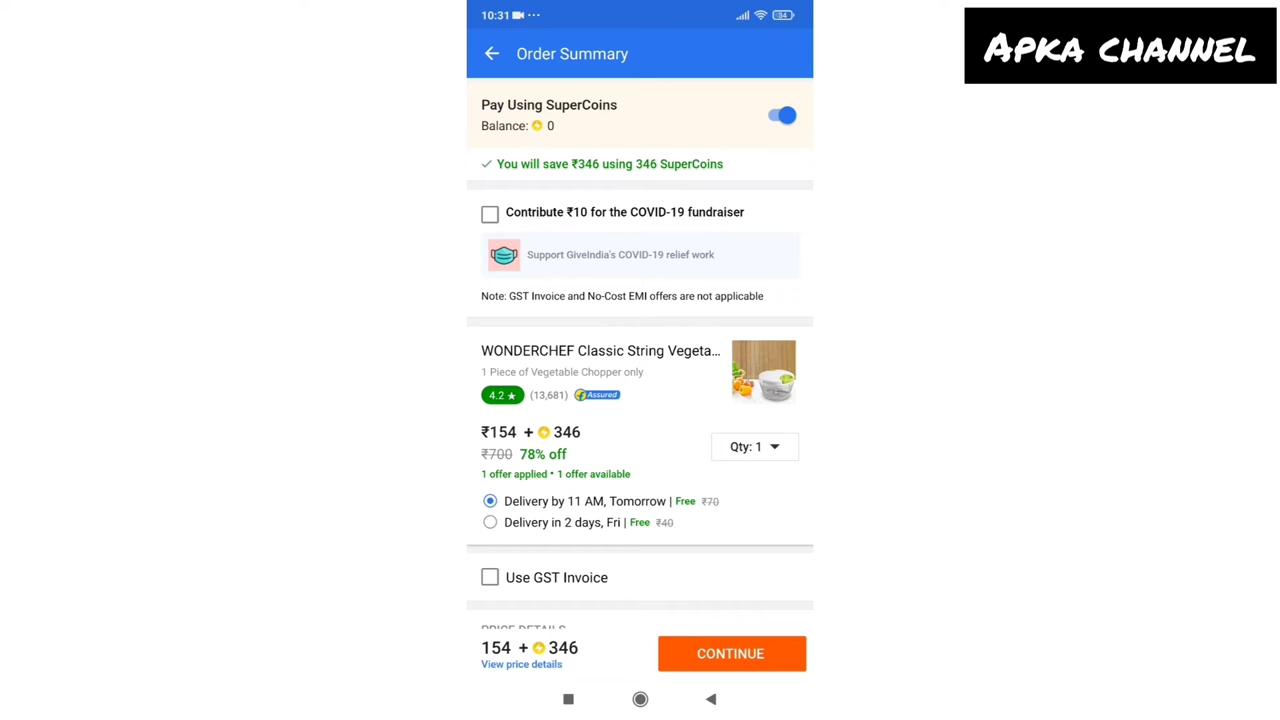 10:31 ... 84
APKA CHANNEL
Order Summary
Pay Using SuperCoins
Balance: 0
You will save ₹346 using 346 SuperCoins
Contribute ₹10 for the COVID-19 fundraiser
Support GiveIndia's COVID-19 relief work
Note: GST Invoice and No-Cost EMI offers are not applicable
WONDERCHEF Classic String Vegeta...
1 Piece of Vegetable Chopper only
4.2 ★ (13,681) Assured
₹154 + 346
₹700 78% off
Qty: 1
1 offer applied • 1 offer available
Delivery by 11 AM, Tomorrow | Free ₹70
Delivery in 2 days, Fri | Free ₹40
Use GST Invoice
PRICE DETAILS
154 + 346
View price details
CONTINUE